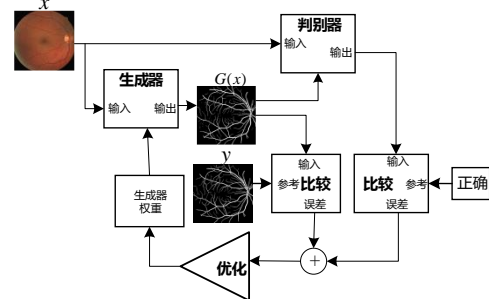 x
判别器
输入
输出
生成器
输入
输出
G(x)
y
输入
参考
比较
误差
输入
比较
参考
误差
正确
生成器
权重
优化
+